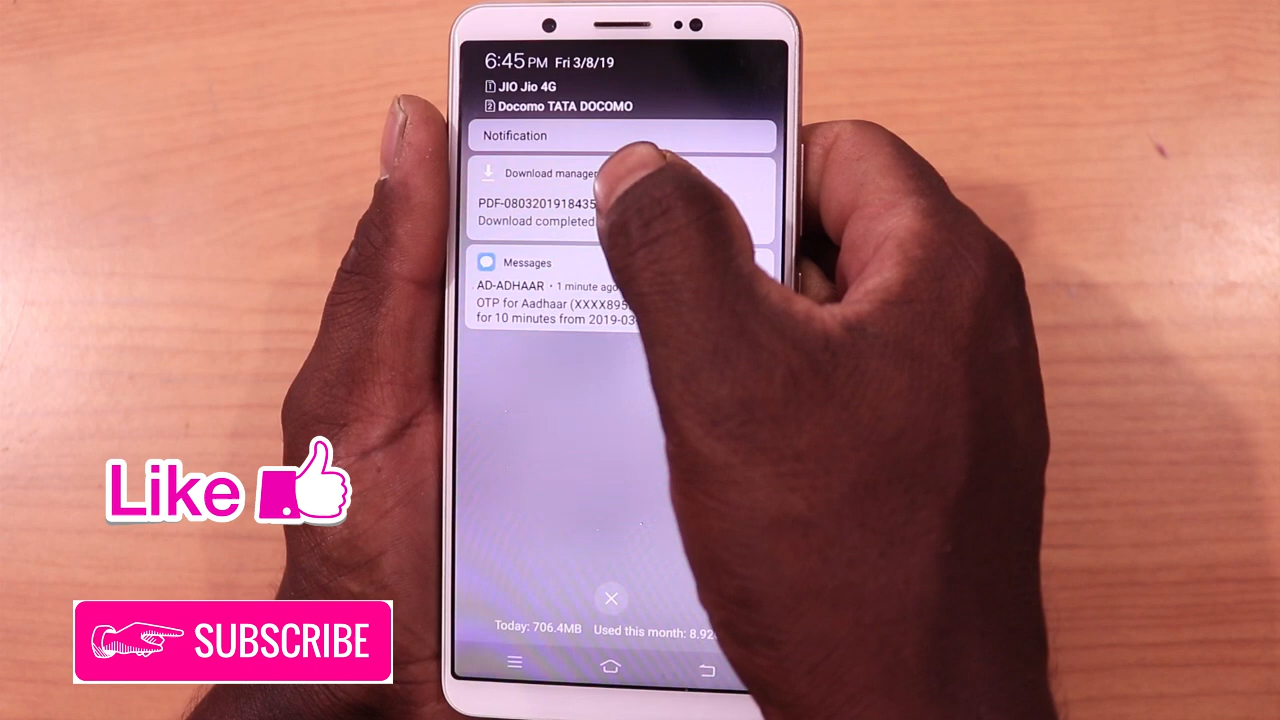 6:45 PM Fri 3/8/19
1 JIO Jio 4G
2 Docomo TATA DOCOMO
Notification
Download manager
PDF-0803201918435
Download completed
Messages
AD-ADHAAR · 1 minute ago
OTP for Aadhaar (XXXX895
for 10 minutes from 2019-03
Like
SUBSCRIBE
Today: 706.4MB Used this month: 8.92